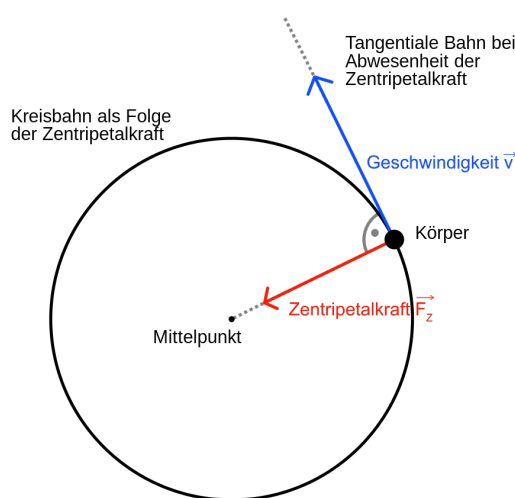 Tangentiale Bahn bei
Abwesenheit der
Zentripetalkraft
Kreisbahn als Folge
der Zentripetalkraft
Geschwindigkeit v⃗
Körper
Zentripetalkraft F⃗z
Mittelpunkt